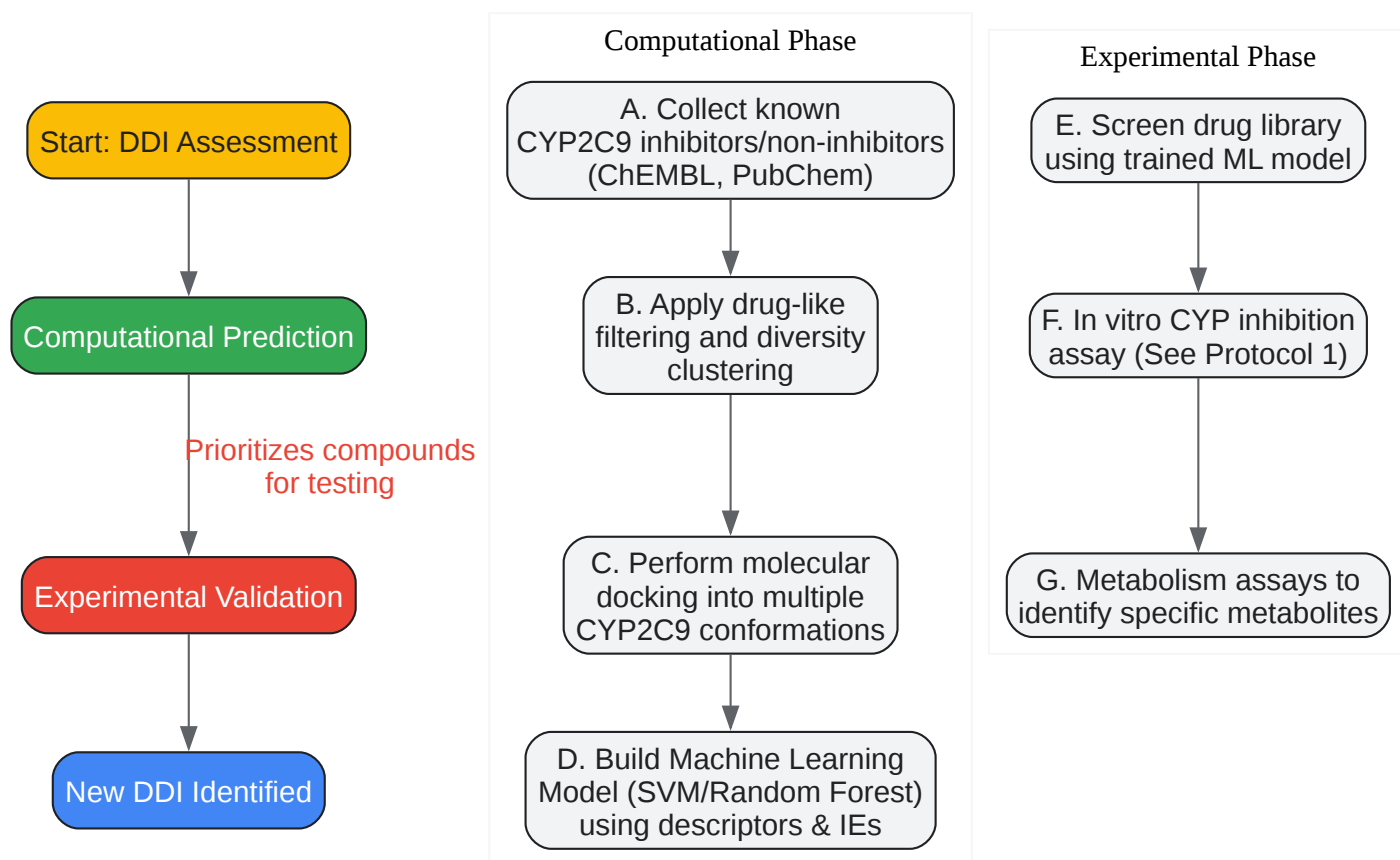 Start: DDI Assessment
Computational Prediction
Prioritizes compounds
for testing
Experimental Validation
New DDI Identified
Computational Phase
A. Collect known
CYP2C9 inhibitors/non-inhibitors
(ChEMBL, PubChem)
B. Apply drug-like
filtering and diversity
clustering
C. Perform molecular
docking into multiple
CYP2C9 conformations
D. Build Machine Learning
Model (SVM/Random Forest)
using descriptors & IEs
Experimental Phase
E. Screen drug library
using trained ML model
F. In vitro CYP inhibition
assay (See Protocol 1)
G. Metabolism assays to
identify specific metabolites